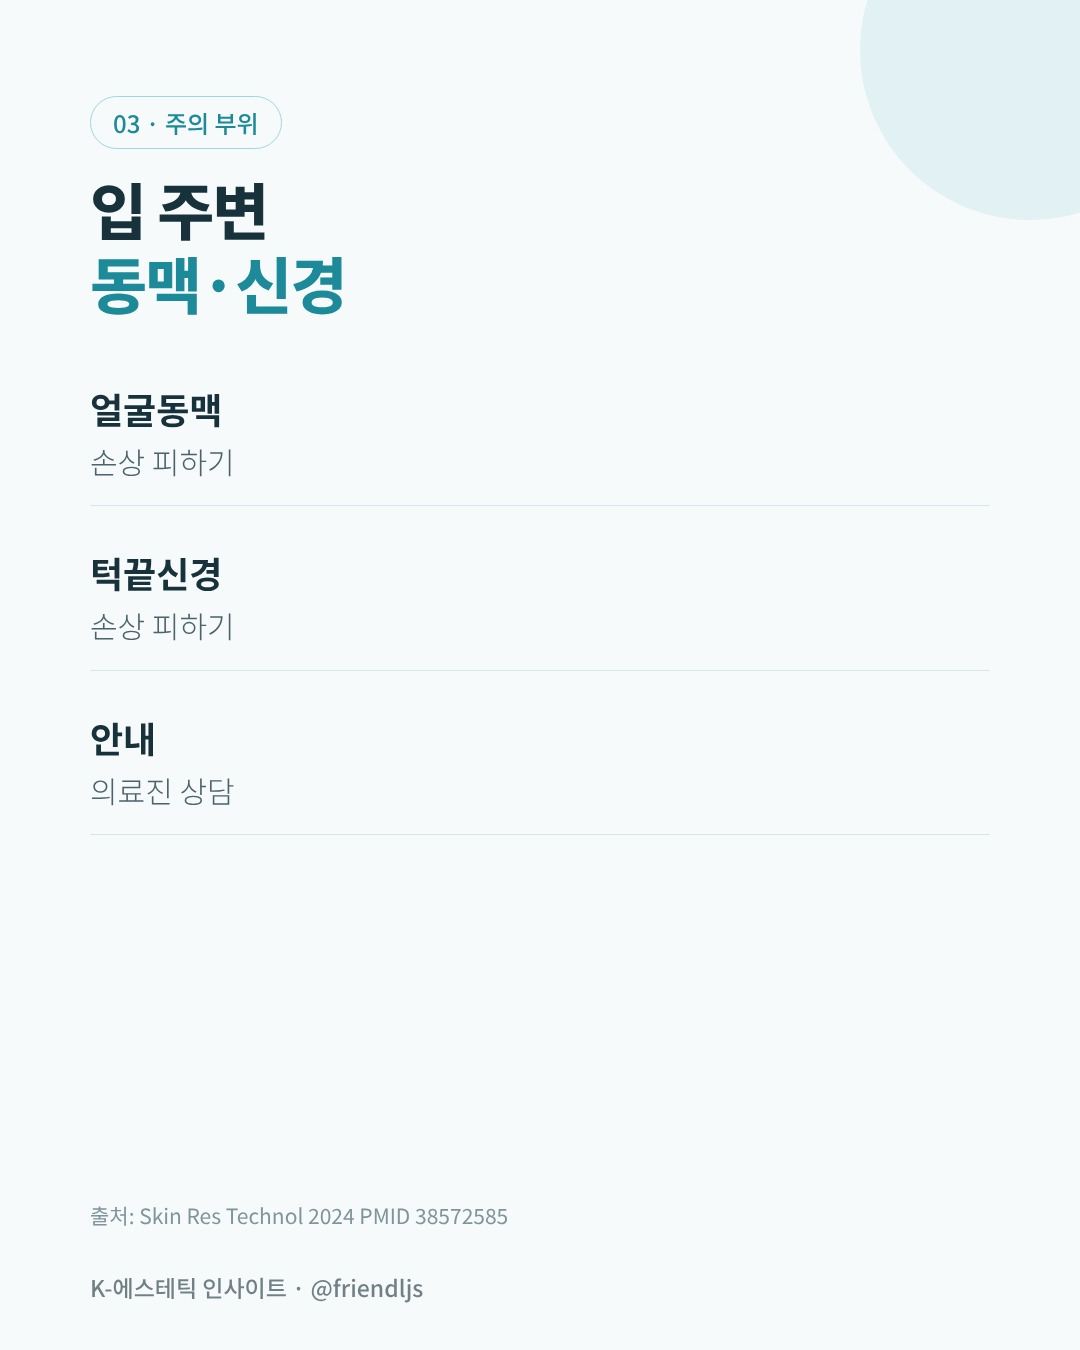 03 · 주의 부위
입 주변
동맥·신경
얼굴동맥
손상 피하기
턱끝신경
손상 피하기
안내
의료진 상담
출처: Skin Res Technol 2024 PMID 38572585
K-에스테틱 인사이트 · @friendljs